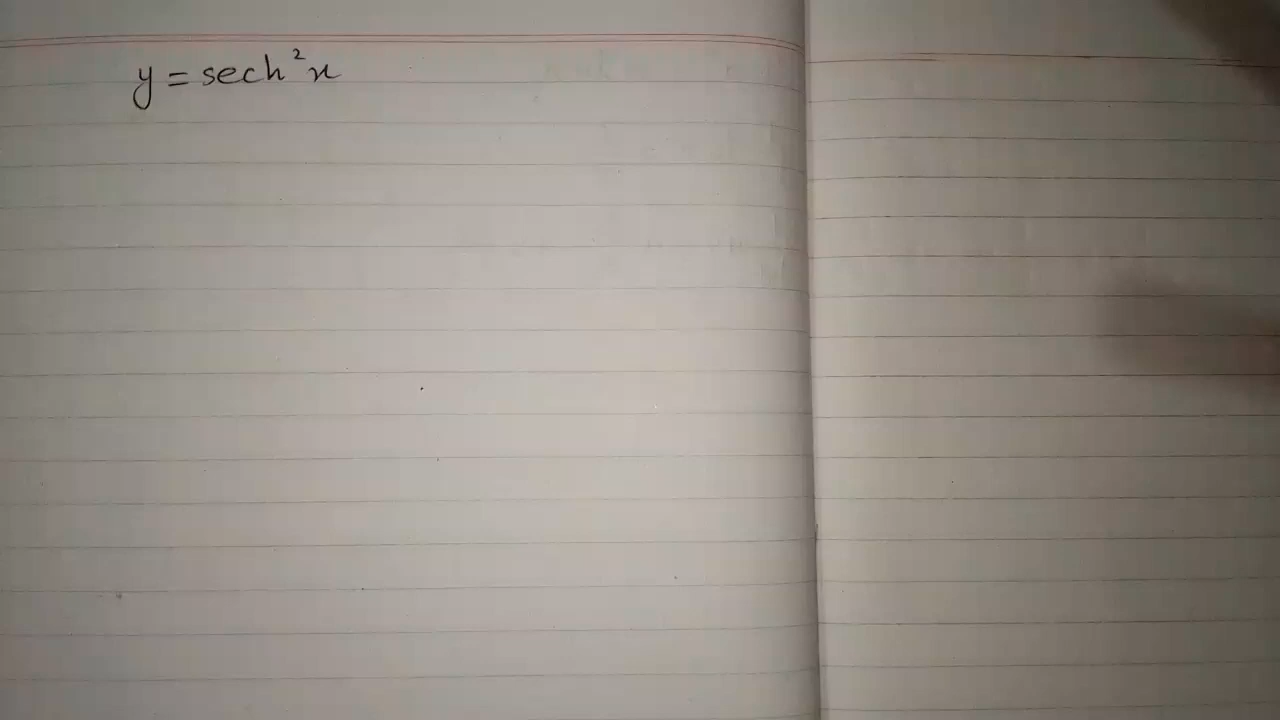 y = sech²x